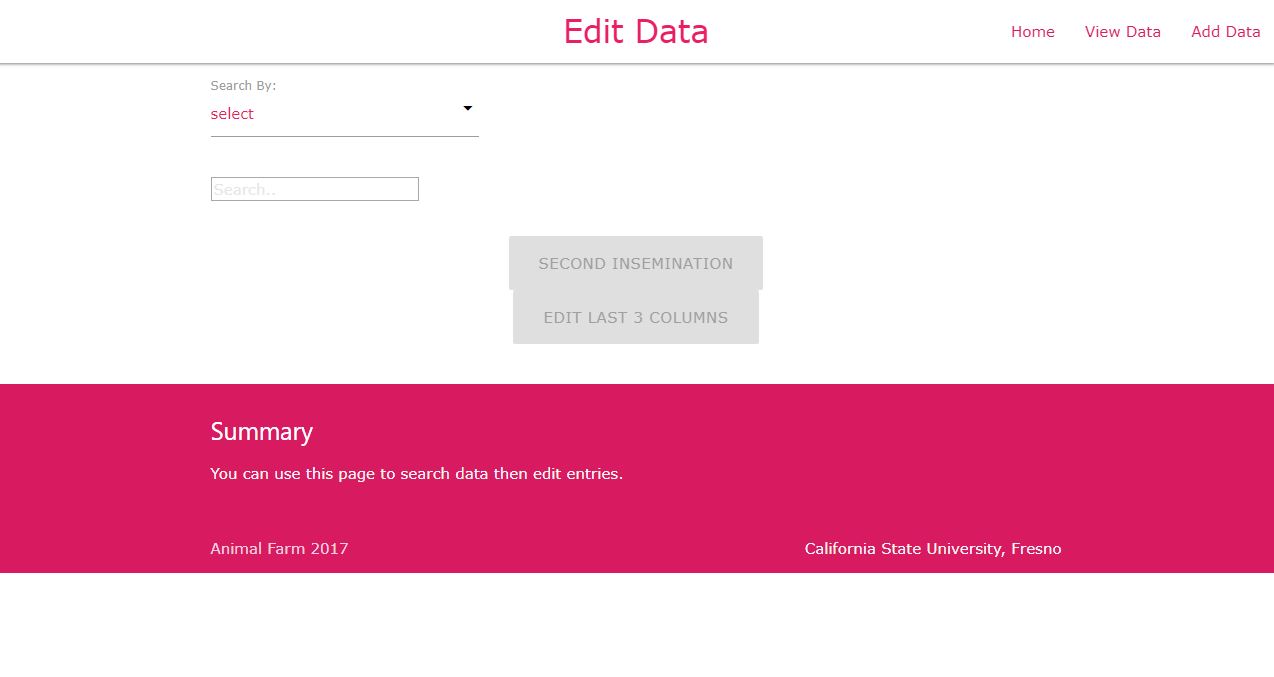 Edit Data
Home View Data Add Data
Search By:
select
Search..
SECOND INSEMINATION
EDIT LAST 3 COLUMNS
Summary
You can use this page to search data then edit entries.
Animal Farm 2017
California State University, Fresno